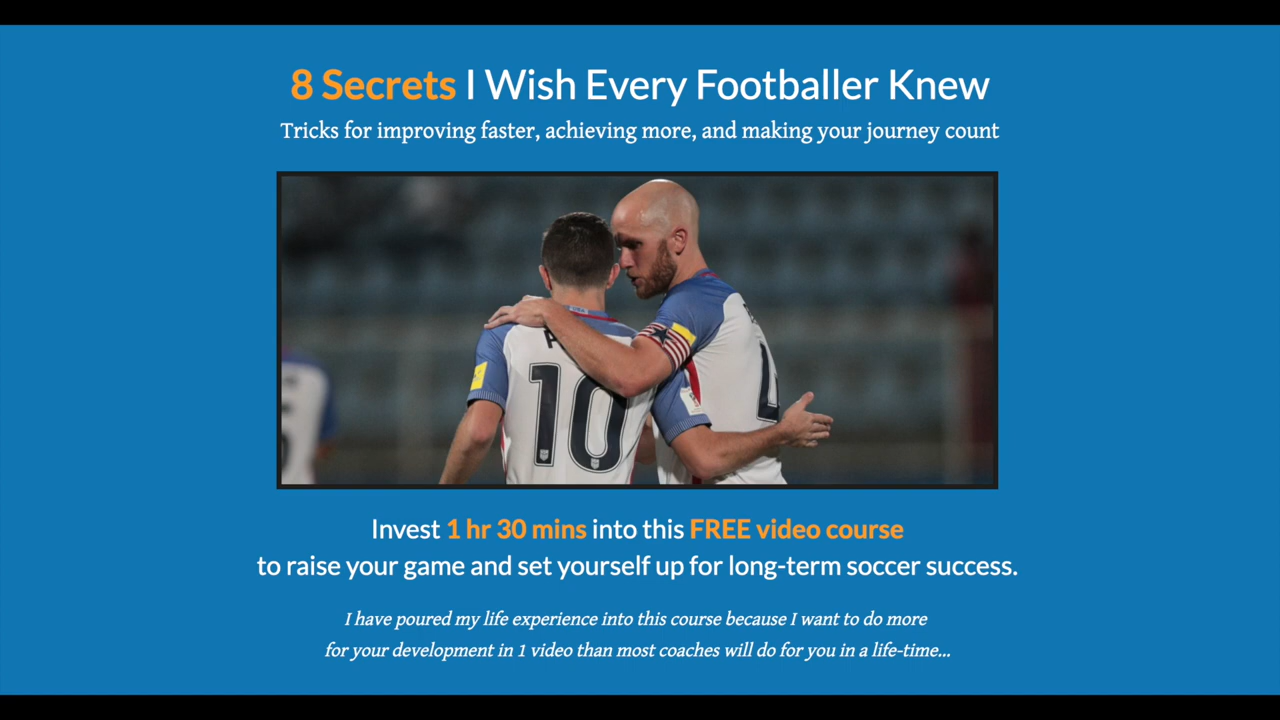 8 Secrets I Wish Every Footballer Knew
Tricks for improving faster, achieving more, and making your journey count
10
Invest 1 hr 30 mins into this FREE video course
to raise your game and set yourself up for long-term soccer success.
I have poured my life experience into this course because I want to do more
for your development in 1 video than most coaches will do for you in a life-time...